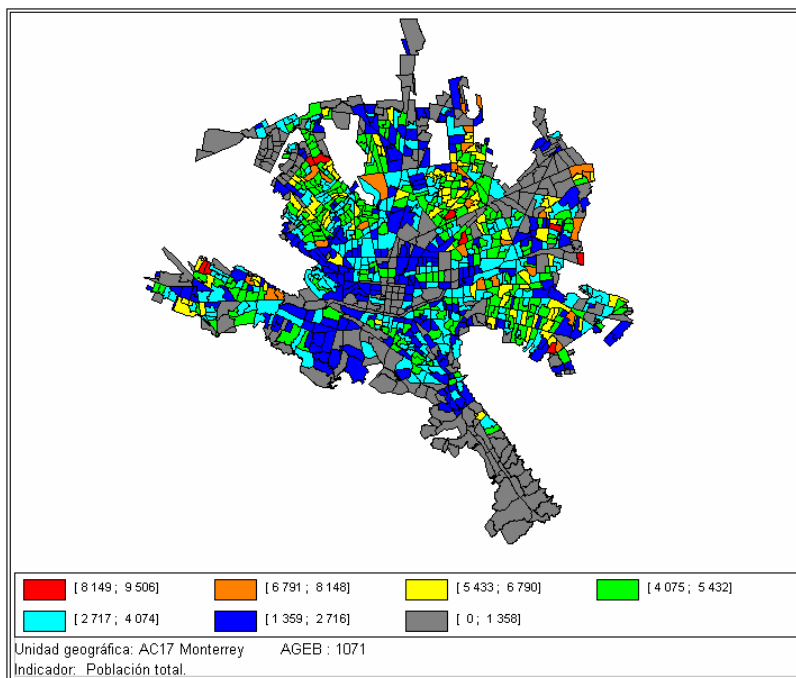 [ 8 149 ; 9 506] [ 6 791 ; 8 148] [ 5 433 ; 6 790] [ 4 075 ; 5 432]
[ 2 717 ; 4 074] [ 1 359 ; 2 716] [ 0 ; 1 358]
Unidad geográfica: AC17 Monterrey AGEB : 1071
Indicador: Población total.